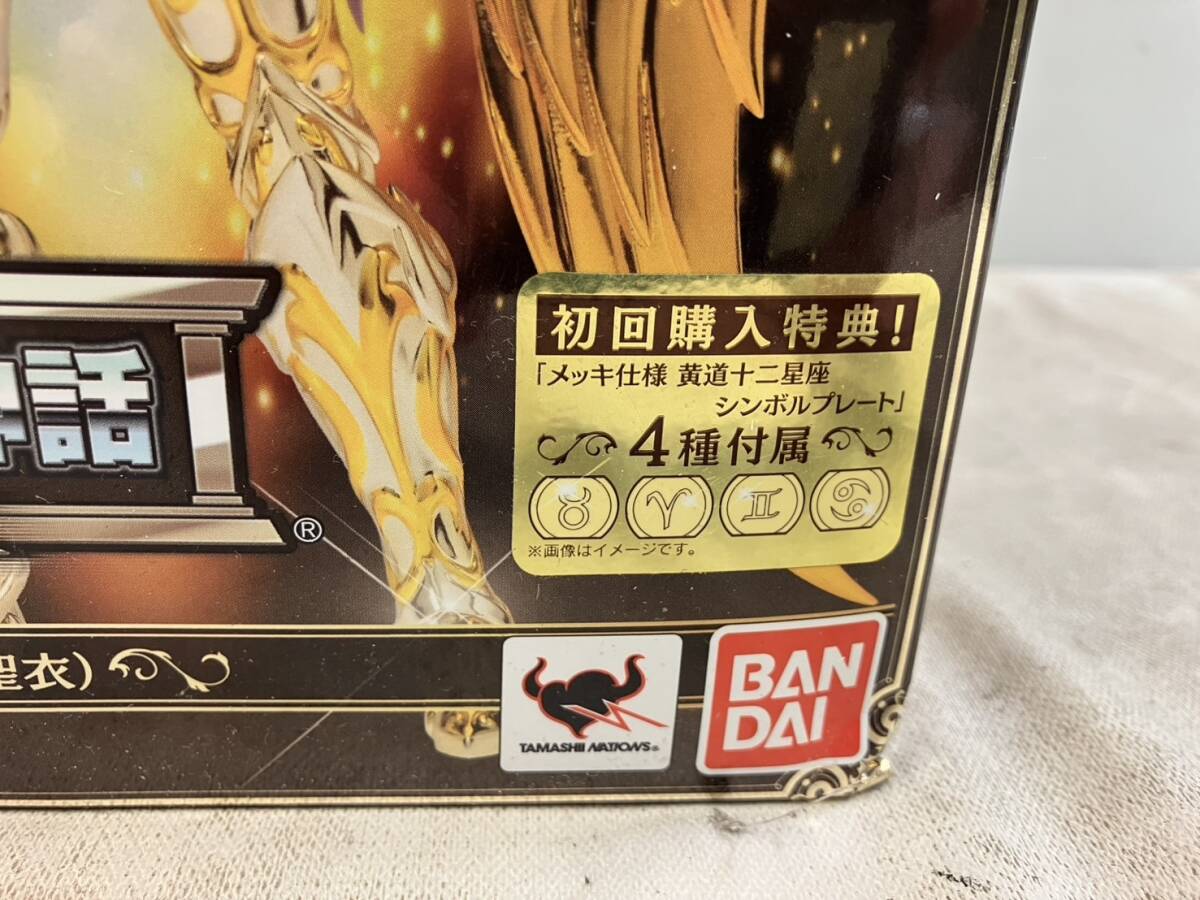 初回購入特典!
「メッキ仕様 黄道十二星座
シンボルプレート」
4種付属
※画像はイメージです。
話
®
聖衣)
TAMASHII NATIONS
BAN
DAI